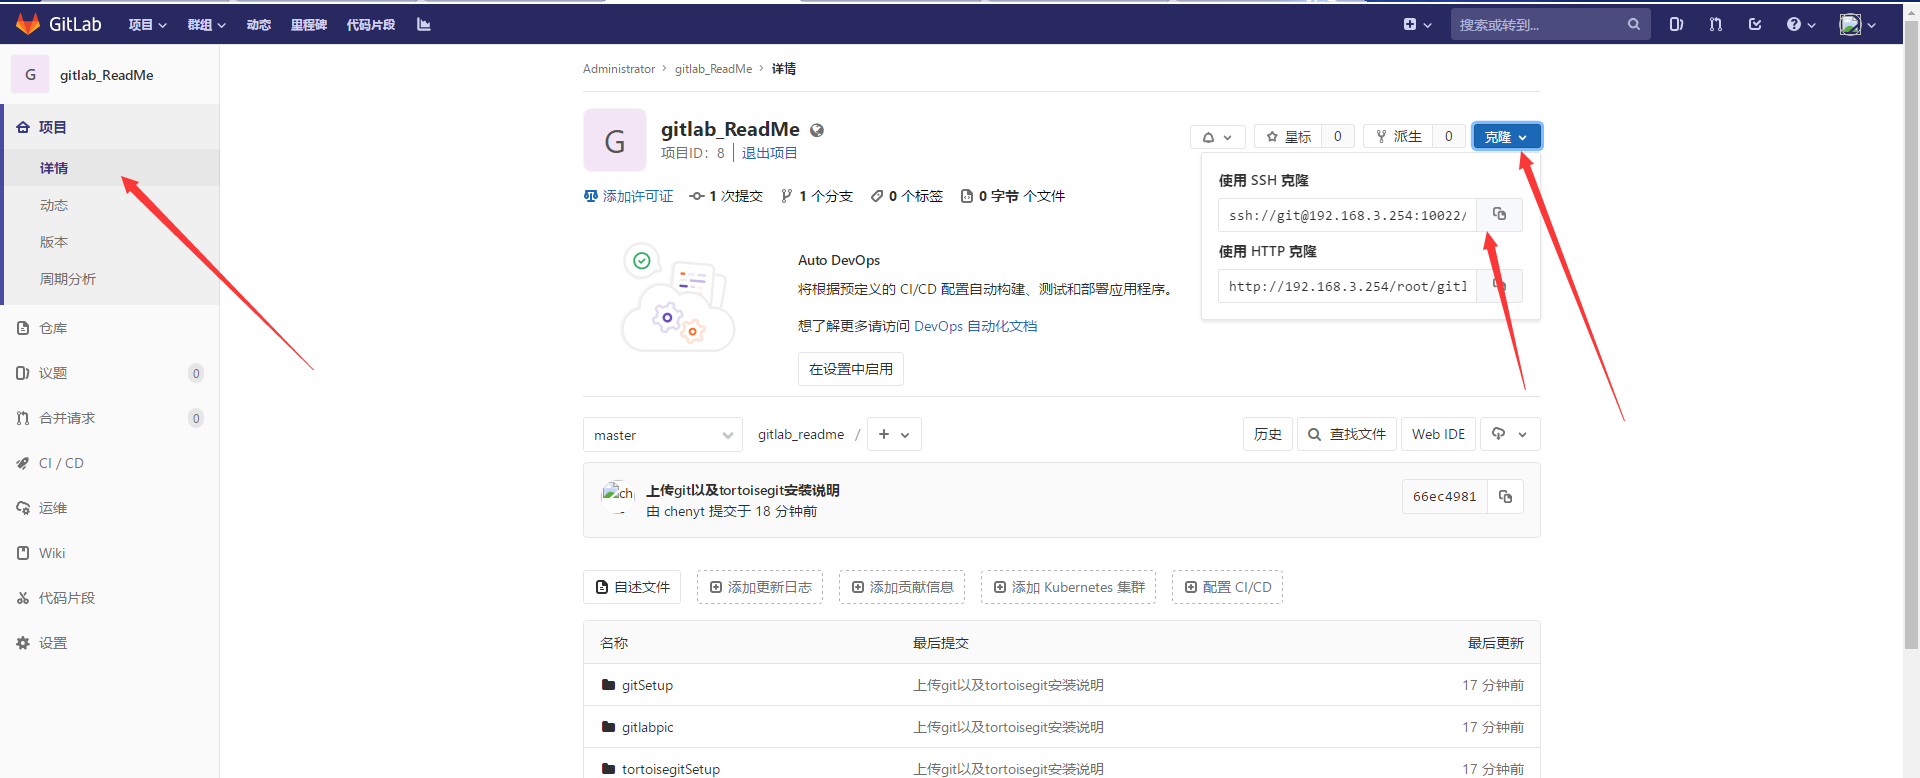 GitLab 项目 群组 动态 里程碑 代码片段 搜索或转到...
G gitlab_ReadMe
项目
详情
动态
版本
周期分析
仓库
议题 0
合并请求 0
CI / CD
运维
Wiki
代码片段
设置
Administrator > gitlab_ReadMe > 详情
G
gitlab_ReadMe
项目ID: 8 退出项目
星标 0 派生 0 克隆
添加许可证 1 次提交 1 个分支 0 个标签 0 字节 个文件
使用 SSH 克隆
ssh://git@192.168.3.254:10022/
使用 HTTP 克隆
http://192.168.3.254/root/gitl
Auto DevOps
将根据预定义的 CI/CD 配置自动构建、测试和部署应用程序。
想了解更多请访问 DevOps 自动化文档
在设置中启用
master gitlab_readme / + 历史 查找文件 Web IDE
ch 上传git以及tortoisegit安装说明
由 chenyt 提交于 18 分钟前
66ec4981
自述文件 添加更新日志 添加贡献信息 添加 Kubernetes 集群 配置 CI/CD
名称 最后提交 最后更新
gitSetup 上传git以及tortoisegit安装说明 17 分钟前
gitlabpic 上传git以及tortoisegit安装说明 17 分钟前
tortoisegitSetup 上传git以及tortoisegit安装说明 17 分钟前